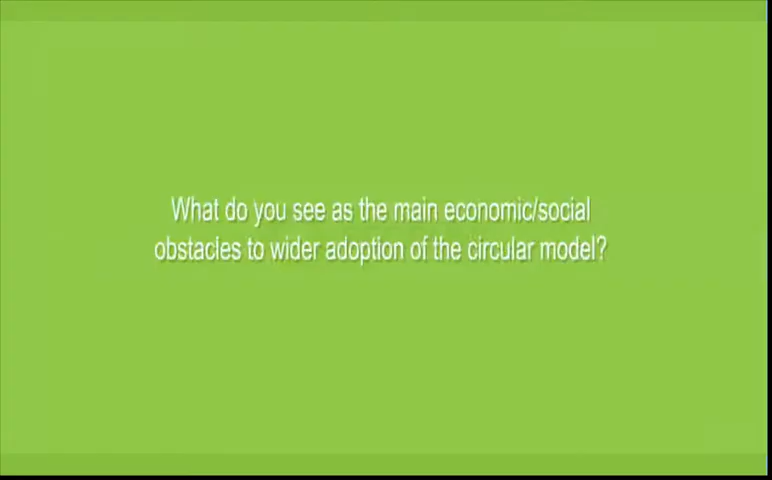 What do you see as the main economic/social
obstacles to wider adoption of the circular model?